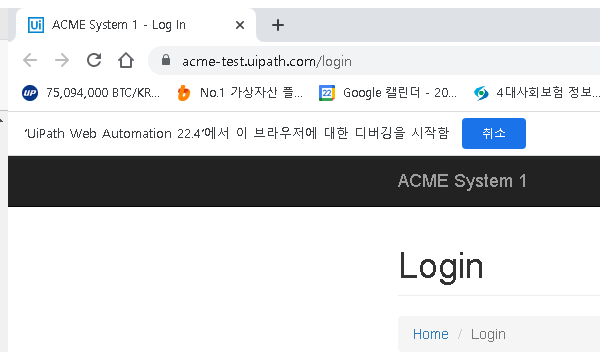 Ui ACME System 1 - Log In
acme-test.uipath.com/login
UP 75,094,000 BTC/KR... No.1 가상자산 플... 22 Google 캘린더 - 20... 4대사회보험 정보...
'UiPath Web Automation 22.4'에서 이 브라우저에 대한 디버깅을 시작함 취소
ACME System 1
Login
Home / Login